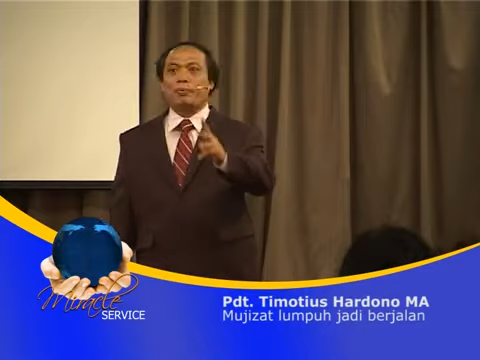 Miracle
SERVICE
Pdt. Timotius Hardono MA
Mujizat lumpuh jadi berjalan